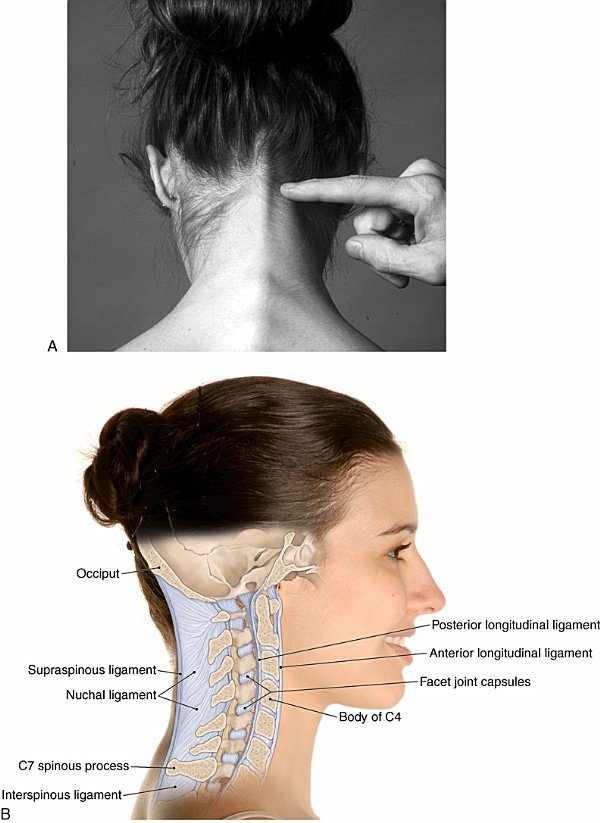 A
Occiput
Posterior longitudinal ligament
Anterior longitudinal ligament
Supraspinous ligament
Facet joint capsules
Nuchal ligament
Body of C4
C7 spinous process
Interspinous ligament
B